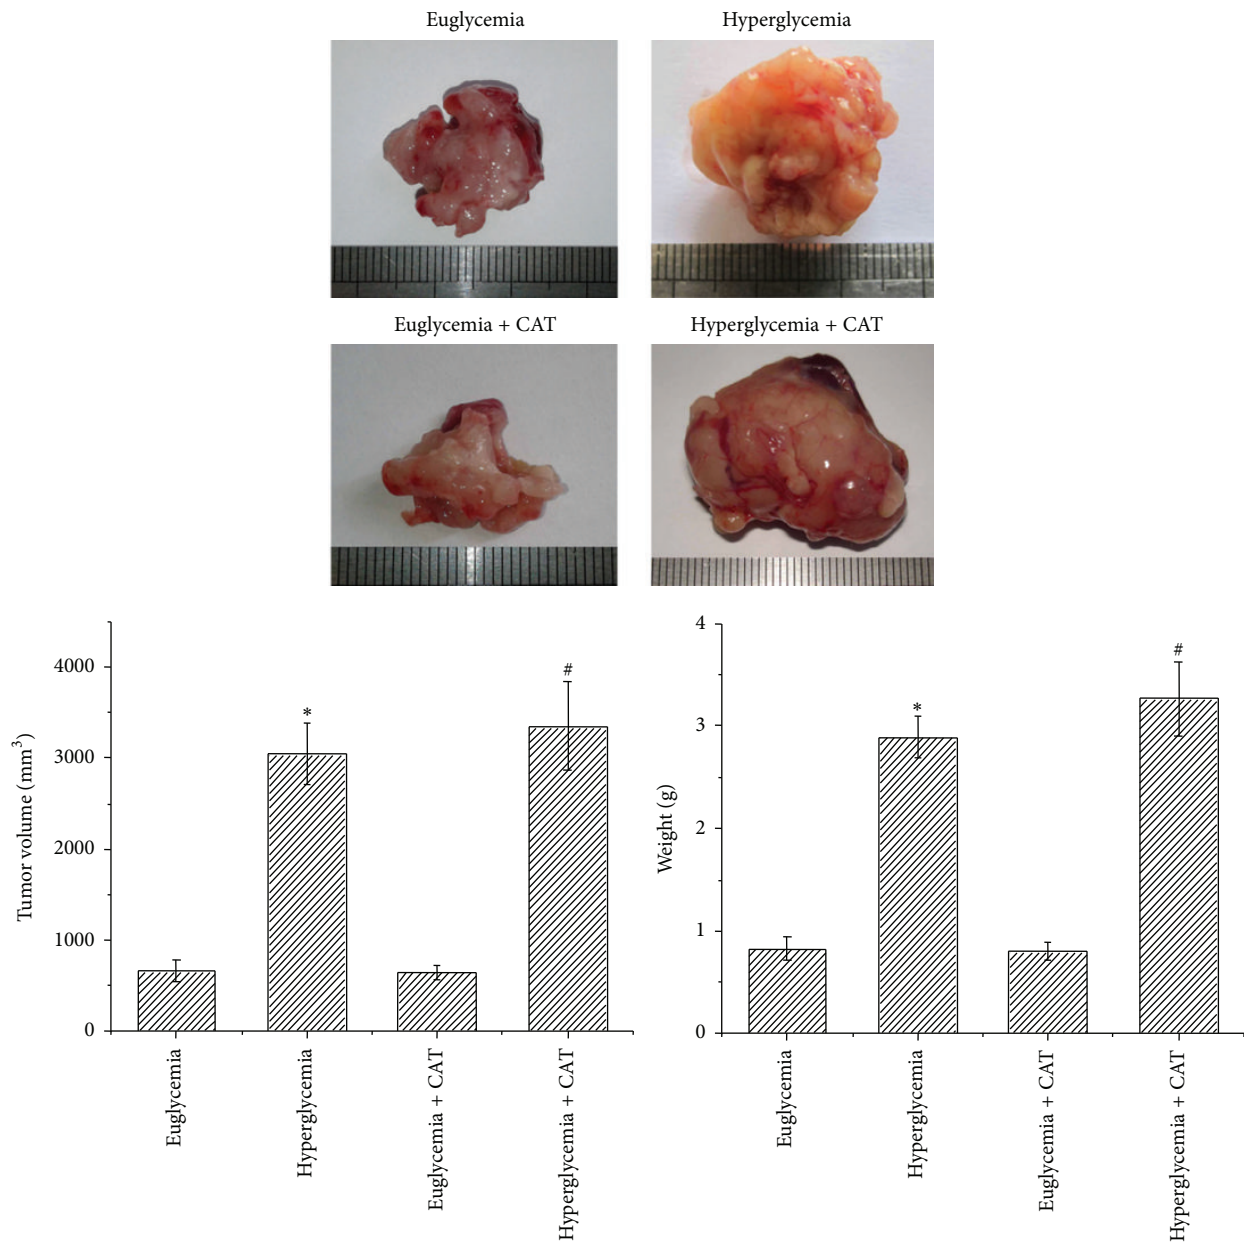 Euglycemia
Hyperglycemia
Euglycemia + CAT
Hyperglycemia + CAT
4000
3000
2000
1000
0
Tumor volume (mm³)
*
#
Euglycemia
Hyperglycemia
Euglycemia + CAT
Hyperglycemia + CAT
4
3
2
1
0
Weight (g)
*
#
Euglycemia
Hyperglycemia
Euglycemia + CAT
Hyperglycemia + CAT